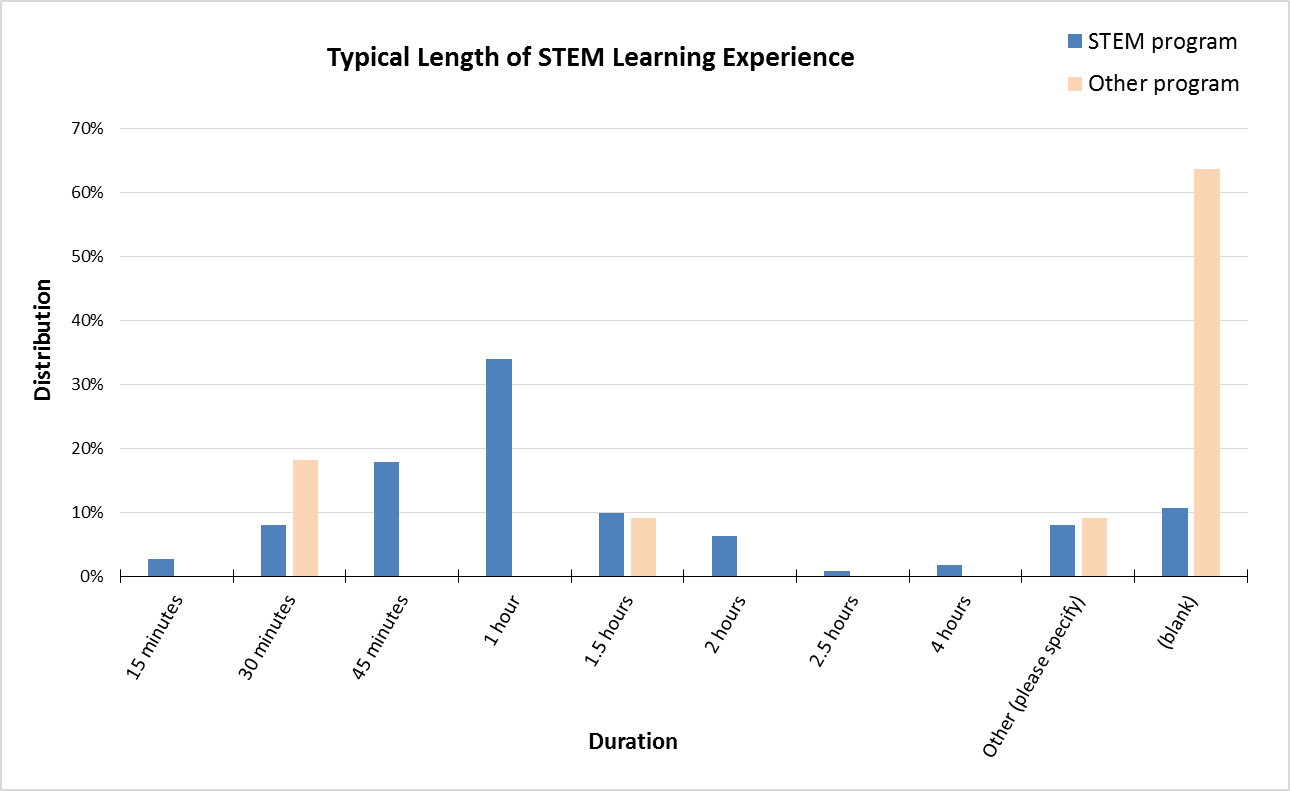 Typical Length of STEM Learning Experience
STEM program
Other program
70%
60%
50%
40%
30%
20%
10%
0%
Distribution
15 minutes
30 minutes
45 minutes
1 hour
1.5 hours
2 hours
2.5 hours
4 hours
Other (please specify)
(blank)
Duration